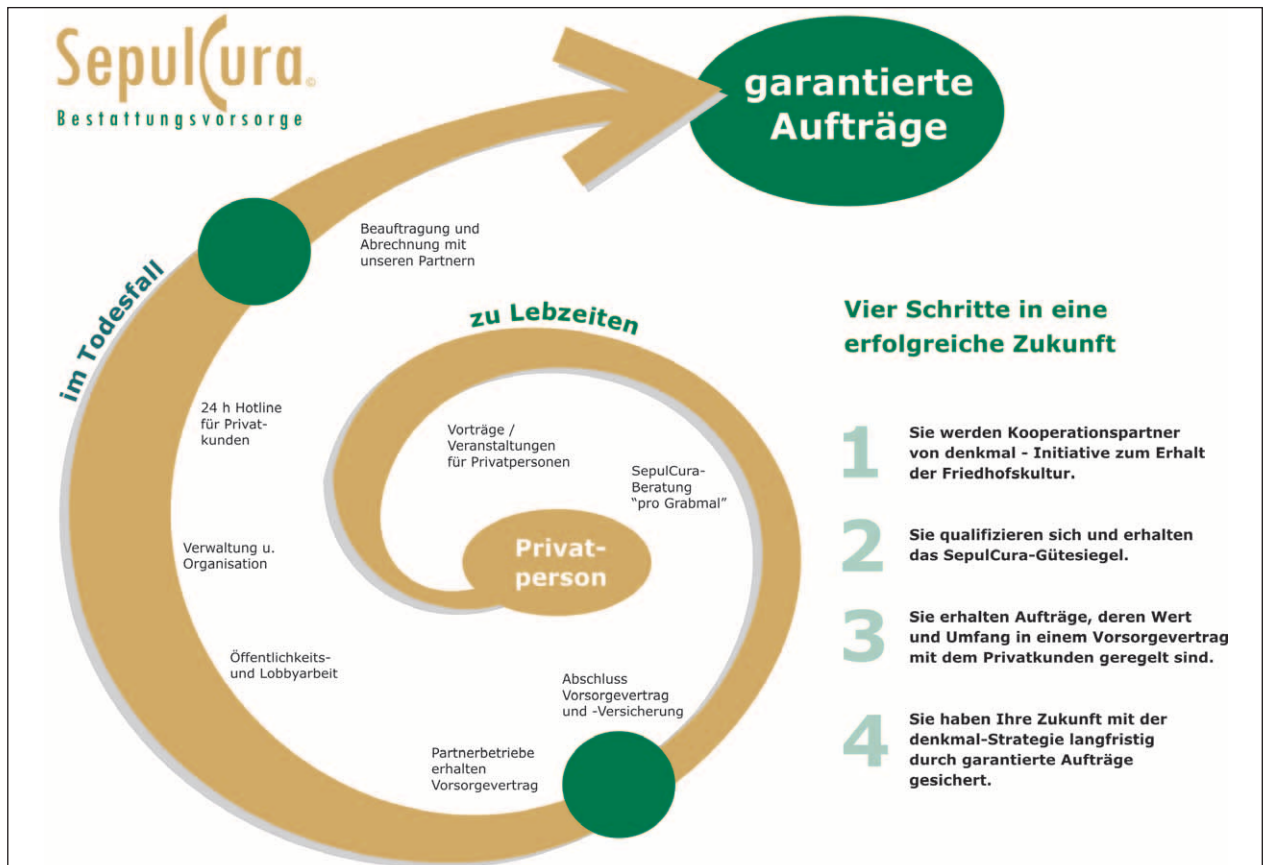 SepulCura©
Bestattungsvorsorge
garantierte
Aufträge
Beauftragung und
Abrechnung mit
unseren Partnern
im Todesfall
zu Lebzeiten
24 h Hotline
für Privat-
kunden
Vorträge /
Veranstaltungen
für Privatpersonen
SepulCura-
Beratung
“pro Grabmal”
Privat-
person
Verwaltung u.
Organisation
Öffentlichkeits-
und Lobbyarbeit
Abschluss
Vorsorgevertrag
und -Versicherung
Partnerbetriebe
erhalten
Vorsorgevertrag
Vier Schritte in eine
erfolgreiche Zukunft
1
Sie werden Kooperationspartner
von denkmal - Initiative zum Erhalt
der Friedhofskultur.
2
Sie qualifizieren sich und erhalten
das SepulCura-Gütesiegel.
3
Sie erhalten Aufträge, deren Wert
und Umfang in einem Vorsorgevertrag
mit dem Privatkunden geregelt sind.
4
Sie haben Ihre Zukunft mit der
denkmal-Strategie langfristig
durch garantierte Aufträge
gesichert.